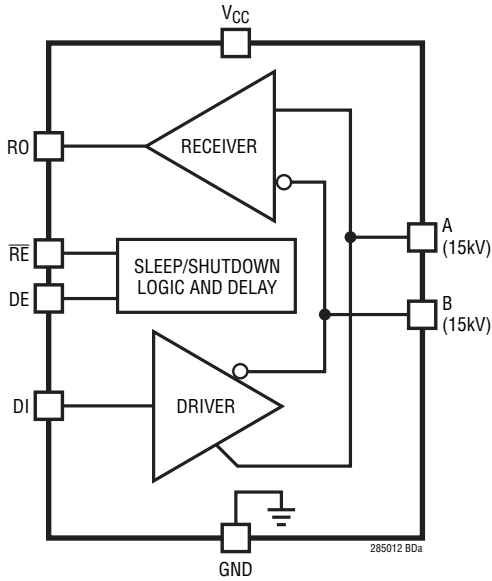 VCC
RO
RECEIVER
RE
DE
SLEEP/SHUTDOWN
LOGIC AND DELAY
A
(15kV)
B
(15kV)
DI
DRIVER
285012 BDa
GND